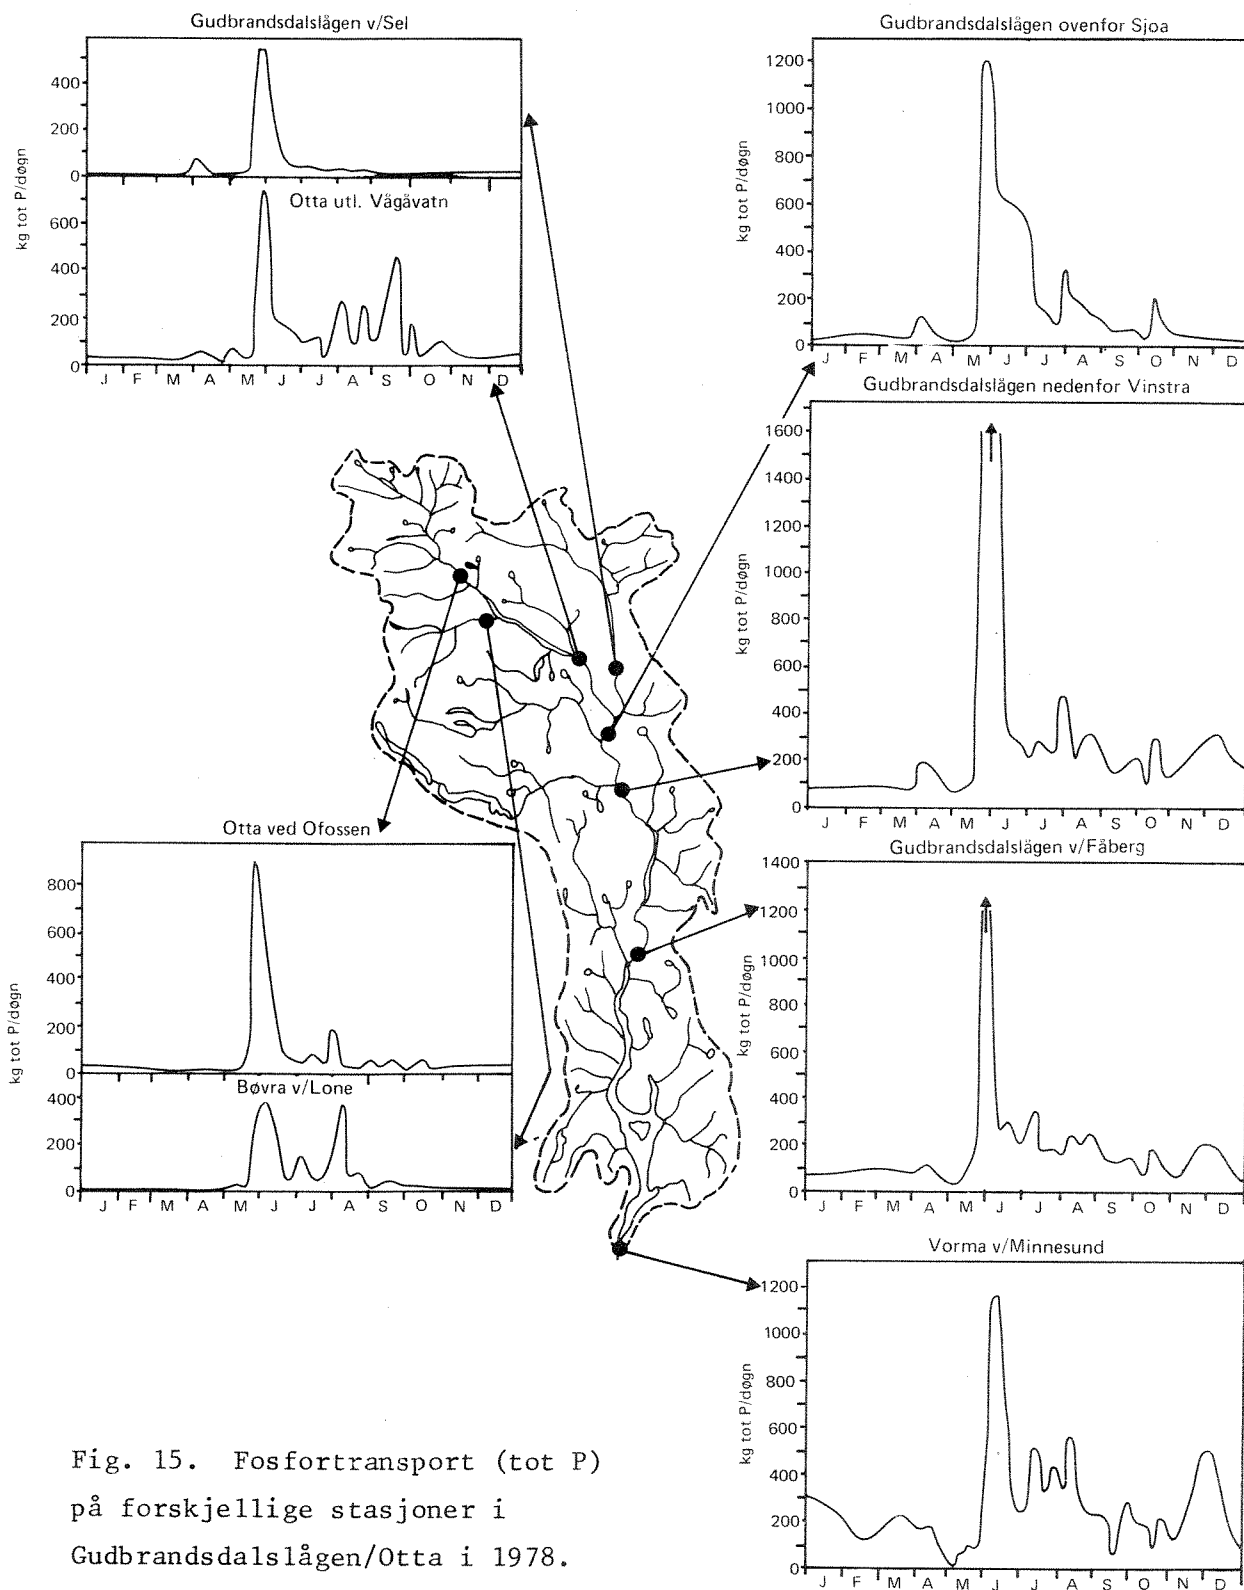 Gudbrandsdalslågen v/Sel
400
200
0
kg tot P/døgn
Otta utl. Vågåvatn
600
400
200
0
J F M A M J J A S O N D
Gudbrandsdalslågen ovenfor Sjoa
1200
1000
800
600
400
200
0
kg tot P/døgn
J F M A M J J A S O N D
Gudbrandsdalslågen nedenfor Vinstra
1600
1400
1200
1000
800
600
400
200
0
kg tot P/døgn
J F M A M J J A S O N D
Otta ved Ofossen
800
600
400
200
0
kg tot P/døgn
Bøvra v/Lone
200
0
J F M A M J J A S O N D
Gudbrandsdalslågen v/Fåberg
1400
1200
1000
800
600
400
200
0
kg tot P/døgn
J F M A M J J A S O N D
Vorma v/Minnesund
1200
1000
800
600
400
200
0
kg tot P/døgn
J F M A M J J A S O N D
Fig. 15. Fosfortransport (tot P)
på forskjellige stasjoner i
Gudbrandsdalslågen/Otta i 1978.